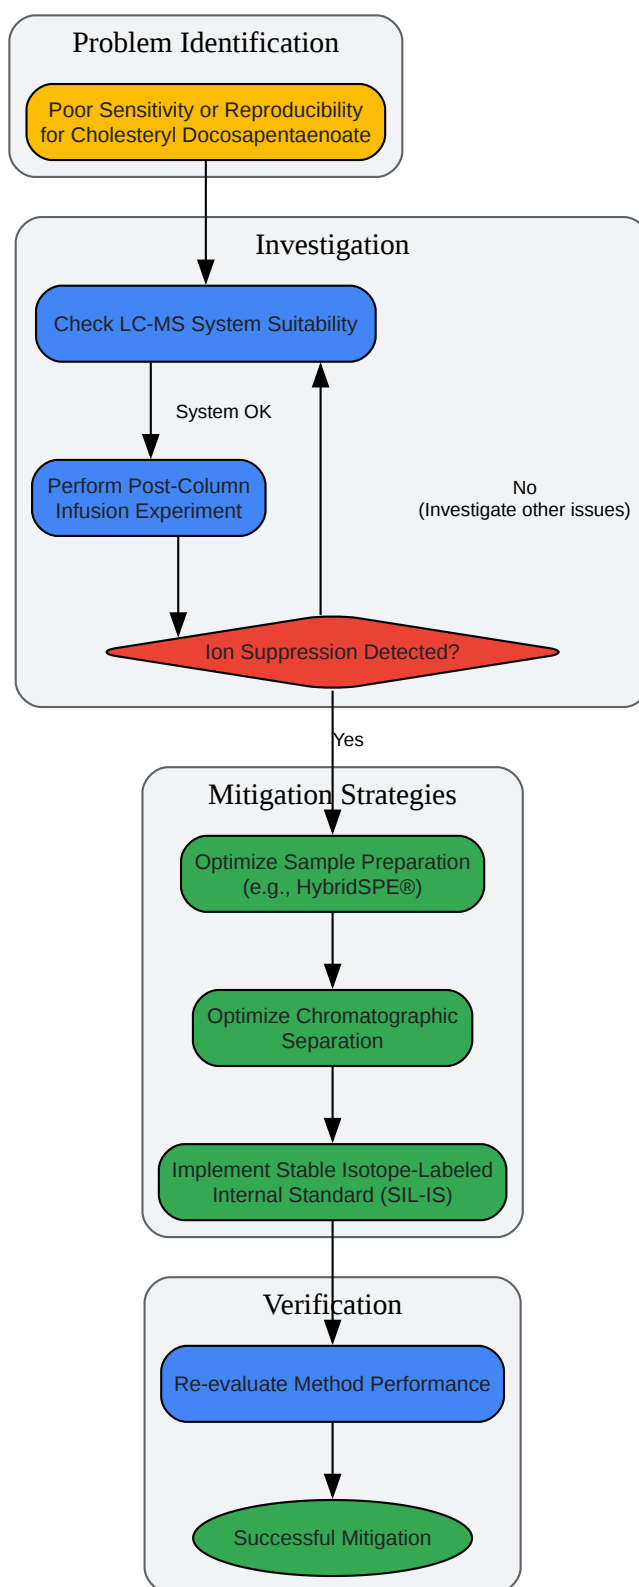 Problem Identification
Poor Sensitivity or Reproducibility
for Cholesteryl Docosapentaenoate
Investigation
Check LC-MS System Suitability
System OK
Perform Post-Column
Infusion Experiment
No
(Investigate other issues)
Ion Suppression Detected?
Yes
Mitigation Strategies
Optimize Sample Preparation
(e.g., HybridSPE®)
Optimize Chromatographic
Separation
Implement Stable Isotope-Labeled
Internal Standard (SIL-IS)
Verification
Re-evaluate Method Performance
Successful Mitigation